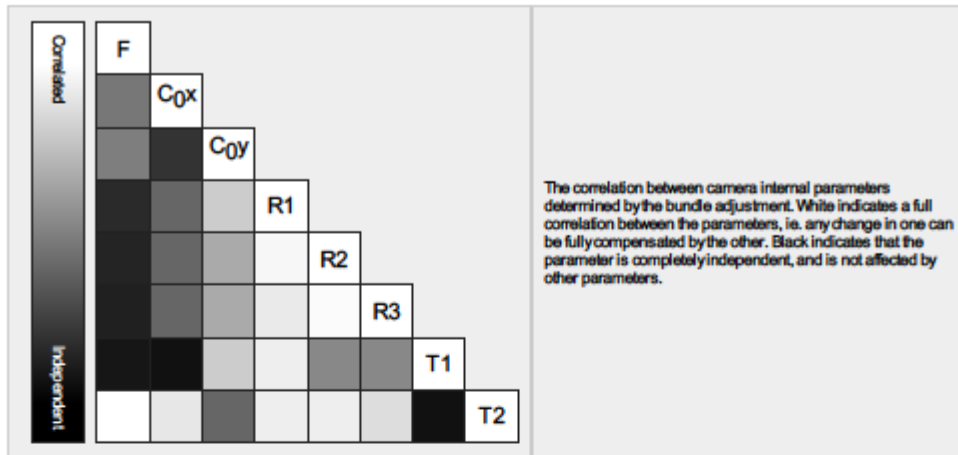 Correlated
Independent
F
C0x
C0y
R1
R2
R3
T1
T2
The correlation between camera internal parameters
determined by the bundle adjustment. White indicates a full
correlation between the parameters, ie. any change in one can
be fully compensated by the other. Black indicates that the
parameter is completely independent, and is not affected by
other parameters.